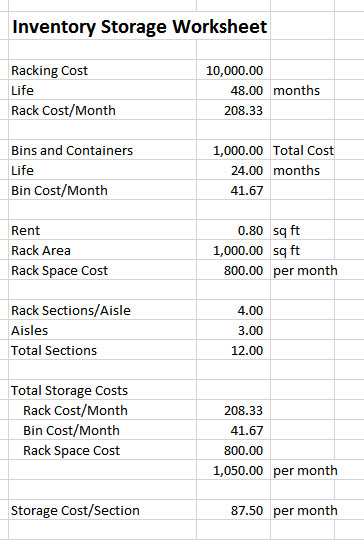 Inventory Storage Worksheet
Racking Cost 10,000.00
Life 48.00 months
Rack Cost/Month 208.33
Bins and Containers 1,000.00 Total Cost
Life 24.00 months
Bin Cost/Month 41.67
Rent 0.80 sq ft
Rack Area 1,000.00 sq ft
Rack Space Cost 800.00 per month
Rack Sections/Aisle 4.00
Aisles 3.00
Total Sections 12.00
Total Storage Costs
Rack Cost/Month 208.33
Bin Cost/Month 41.67
Rack Space Cost 800.00
1,050.00 per month
Storage Cost/Section 87.50 per month